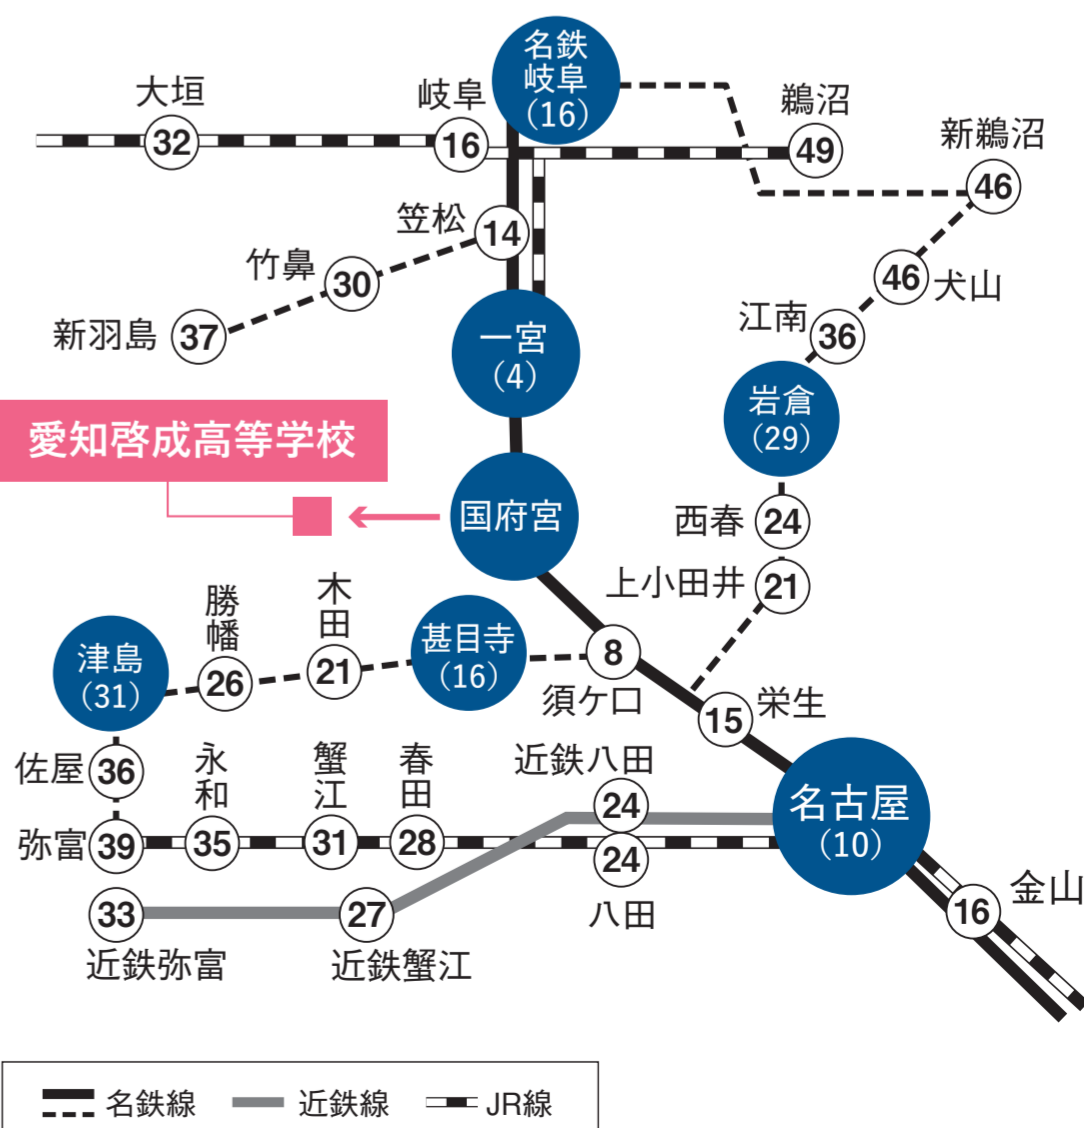 名鉄
岐阜
(16)
大垣
32
岐阜
16
鵜沼
49
新鵜沼
46
笠松
14
竹鼻
30
新羽島
37
犬山
46
江南
36
一宮
(4)
岩倉
(29)
愛知啓成高等学校
国府宮
西春
24
上小田井
21
津島
(31)
勝幡
26
木田
21
甚目寺
(16)
8
須ケ口
15
栄生
佐屋
36
永和
35
蟹江
31
春田
28
近鉄八田
24
名古屋
(10)
弥富
39
24
八田
33
近鉄弥富
27
近鉄蟹江
16
金山
名鉄線
近鉄線
JR線